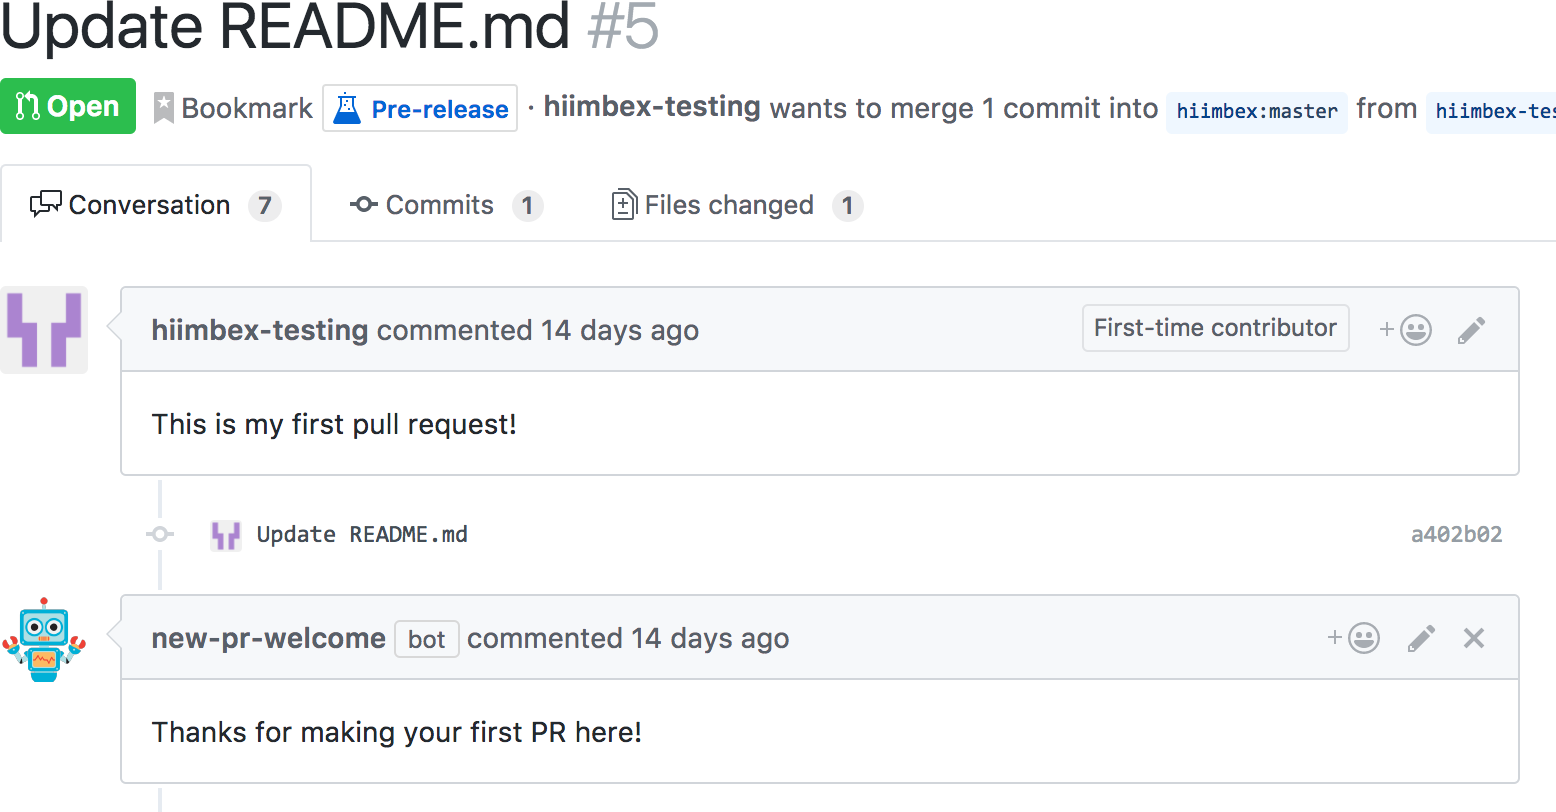 Update README.md #5
Open Bookmark Pre-release · hiimbex-testing wants to merge 1 commit into hiimbex:master from hiimbex-tes
Conversation 7 Commits 1 Files changed 1
hiimbex-testing commented 14 days ago First-time contributor
This is my first pull request!
Update README.md a402b02
new-pr-welcome bot commented 14 days ago
Thanks for making your first PR here!